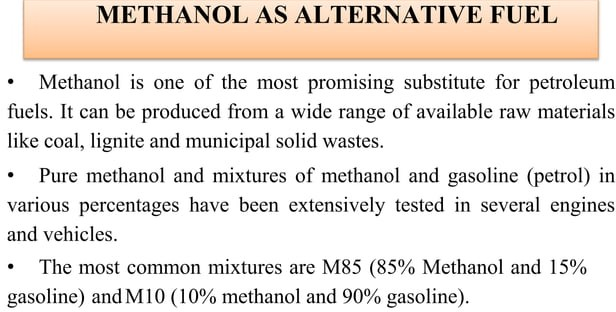 METHANOL AS ALTERNATIVE FUEL
• Methanol is one of the most promising substitute for petroleum
fuels. It can be produced from a wide range of available raw materials
like coal, lignite and municipal solid wastes.
• Pure methanol and mixtures of methanol and gasoline (petrol) in
various percentages have been extensively tested in several engines
and vehicles.
• The most common mixtures are M85 (85% Methanol and 15%
gasoline) and M10 (10% methanol and 90% gasoline).